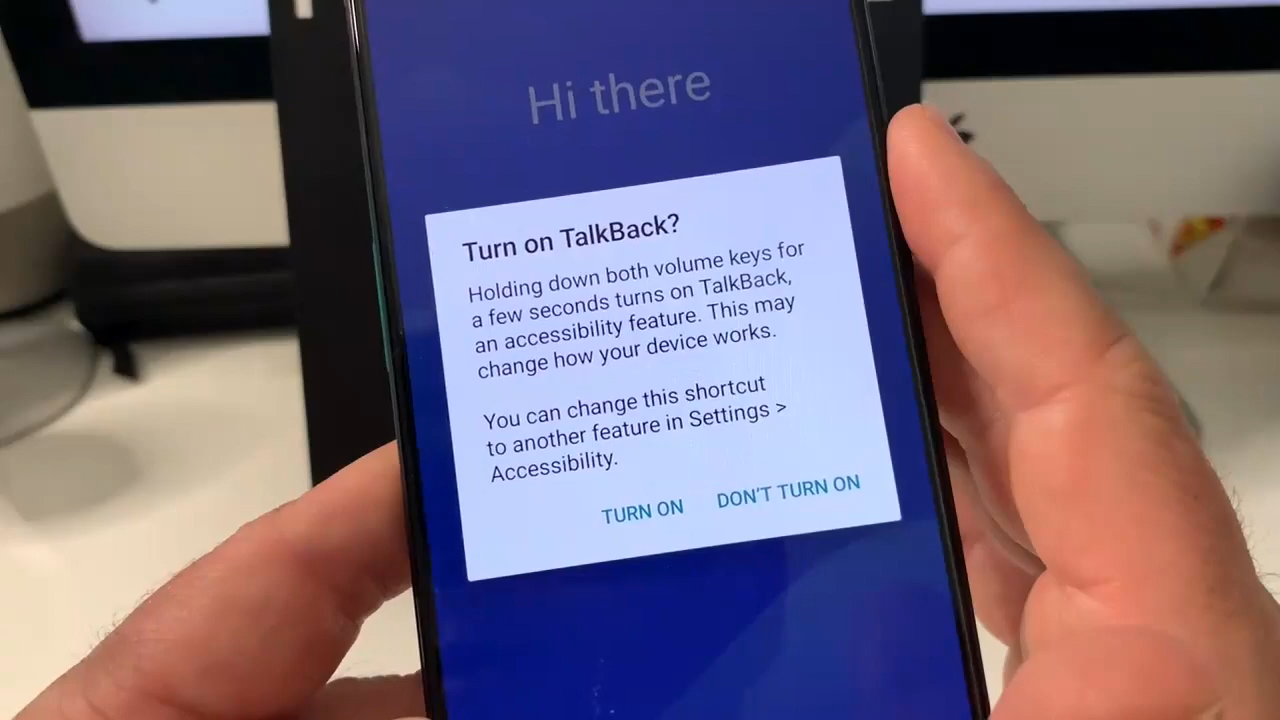 Hi there
Turn on TalkBack?
Holding down both volume keys for
a few seconds turns on TalkBack,
an accessibility feature. This may
change how your device works.
You can change this shortcut
to another feature in Settings >
Accessibility.
TURN ON DON'T TURN ON